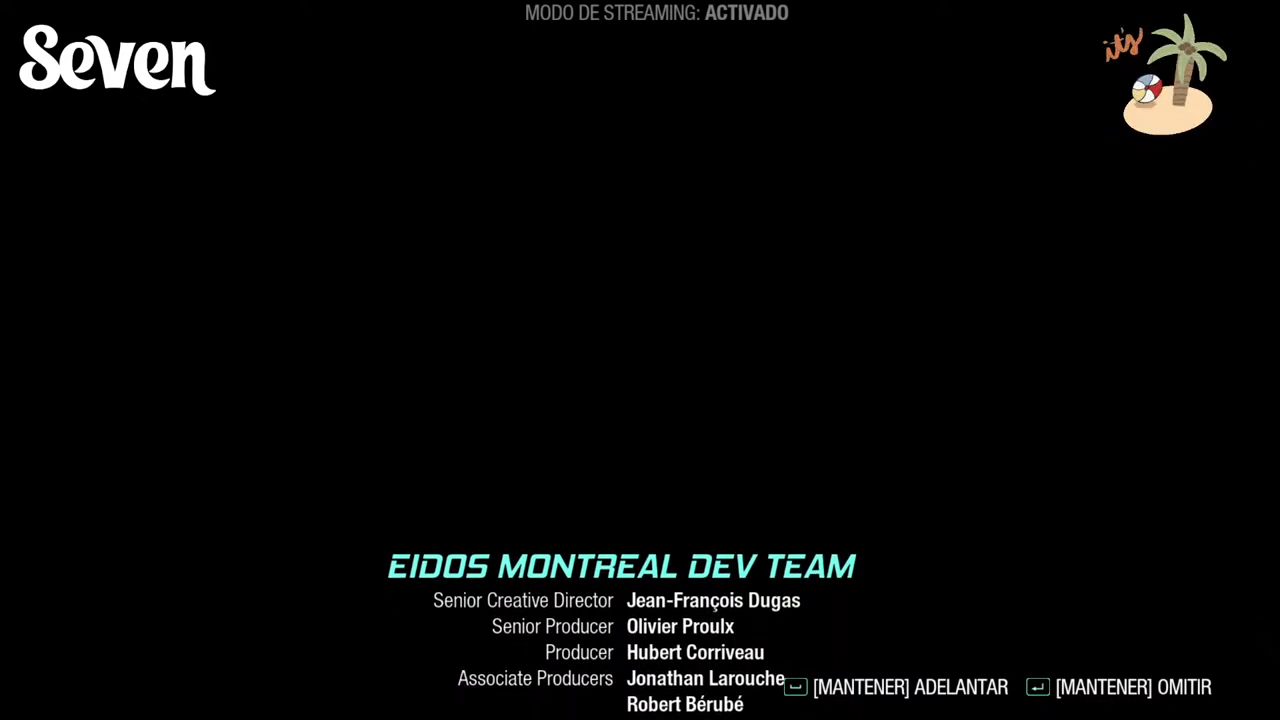 MODO DE STREAMING: ACTIVADO
Seven
it's
EIDOS MONTREAL DEV TEAM
Senior Creative Director Jean-François Dugas
Senior Producer Olivier Proulx
Producer Hubert Corriveau
Associate Producers Jonathan Larouche
Robert Bérubé
[MANTENER] ADELANTAR
[MANTENER] OMITIR